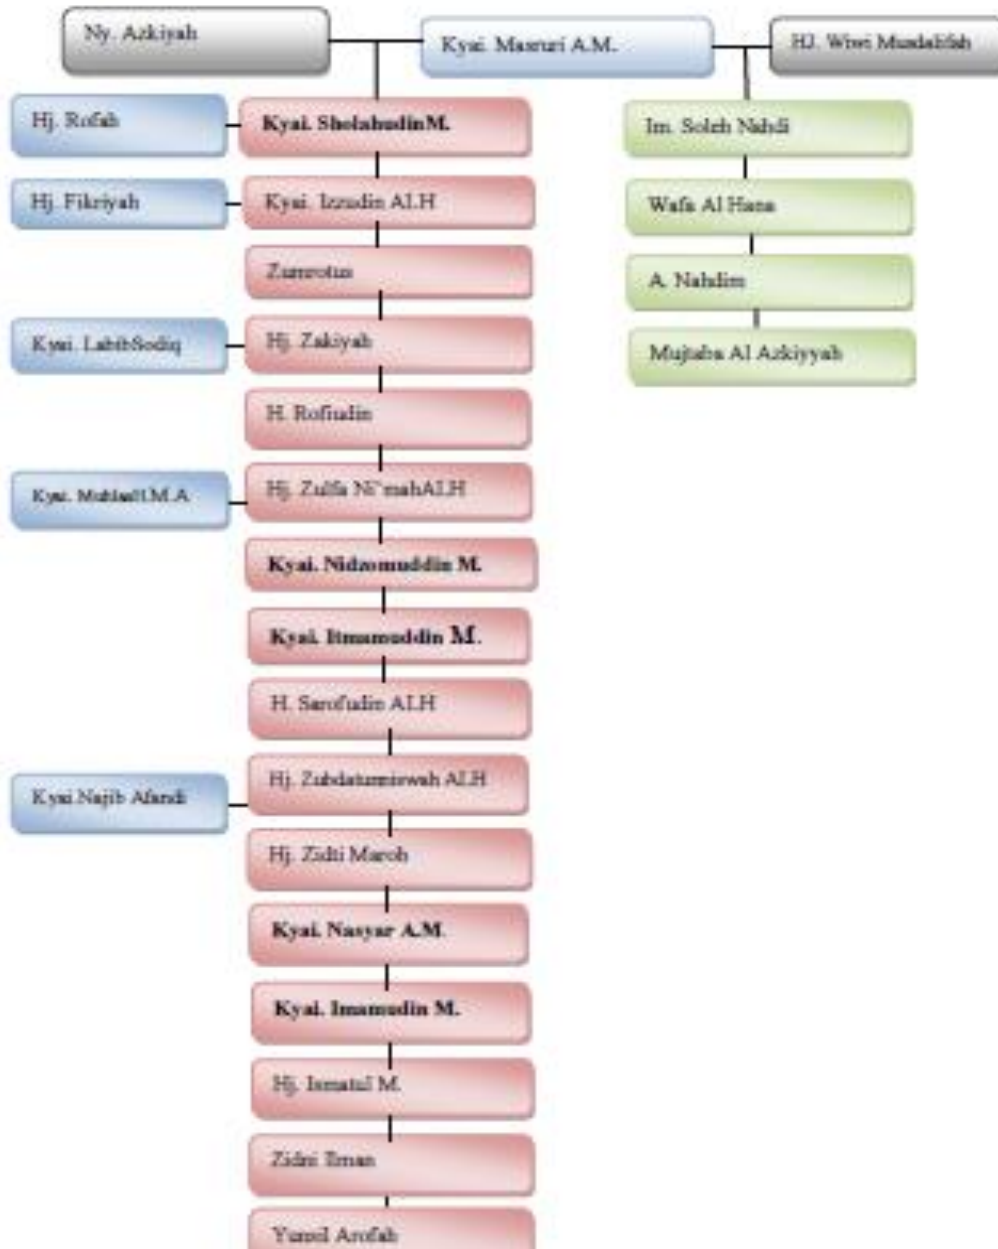 Ny. Azkiyah
Kyai. Masruri A.M.
HJ. Wiwi Musdalifah
Hj. Rofah
Kyai. SholahudinM.
Im. Soleh Nahdi
Hj. Fikriyah
Kyai. Izzudin ALH
Wafa Al Hana
Zumrotus
A. Nahdim
Kyai. LabibSodiq
Hj. Zakiyah
Mujtaba Al Azkiyyah
H. Rofiudin
Kyai.
Hj. Zulfa Ni'mahALH
Kyai. Nidzomuddin M.
Kyai. Itmamuddin M.
H. Sarofudin ALH
Kyai.Najib Afandi
Hj. ALH
Hj. Zidti Maroh
Kyai. Nasyar A.M.
Kyai. Imamudin M.
Hj. Ismatul M.
Zidni Ilman
Arofah